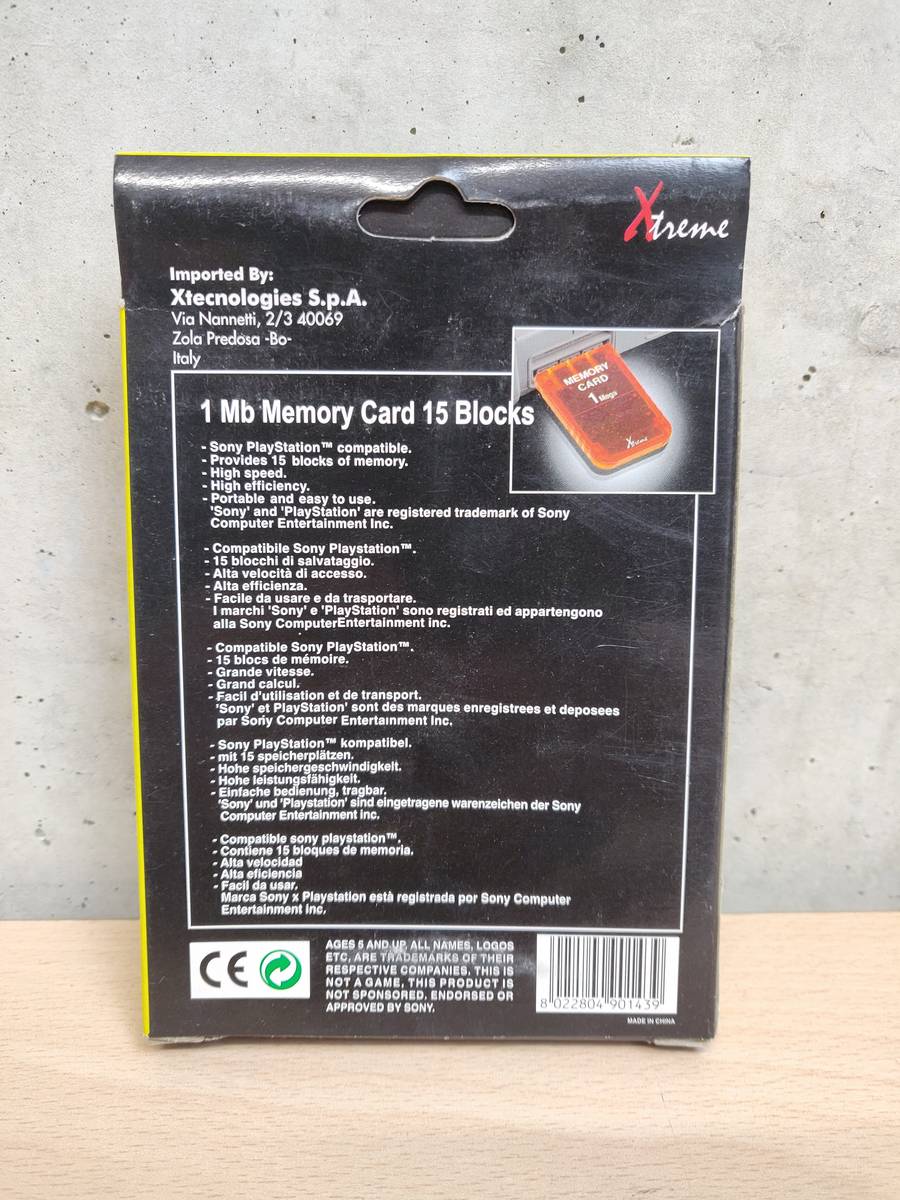 Xtreme
Imported By:
Xtecnologies S.p.A.
Via Nannetti, 2/3 40069
Zola Predosa -Bo-
Italy
MEMORY
CARD
1 Mega
Xtreme
1 Mb Memory Card 15 Blocks
- Sony PlayStation™ compatible.
- Provides 15 blocks of memory.
- High speed.
- High efficiency.
- Portable and easy to use.
'Sony' and 'PlayStation' are registered trademark of Sony
Computer Entertainment Inc.
- Compatibile Sony Playstation™.
- 15 blocchi di salvataggio.
- Alta velocità di accesso.
- Alta efficienza.
- Facile da usare e da trasportare.
I marchi 'Sony' e 'PlayStation' sono registrati ed appartengono
alla Sony ComputerEntertainment inc.
- Compatible Sony PlayStation™.
- 15 blocs de mémoire.
- Grande vitesse.
- Grand calcul.
- Facil d'utilisation et de transport.
'Sony' et PlayStation' sont des marques enregistrees et deposees
par Sony Computer Entertainment Inc.
- Sony PlayStation™ kompatibel.
- mit 15 speicherplätzen.
- Hohe speichergeschwindigkelt.
- Hohe leistungsfähigkelt.
- Einfache bedienung, tragbar.
'Sony' und 'Playstation' sind eingetragene warenzeichen der Sony
Computer Entertainment inc.
- Compatible sony playstation™.
- Contiene 15 bloques de memoria.
- Alta velocidad
- Alta eficiencia
- Facil da usar.
Marca Sony x Playstation està registrada por Sony Computer
Entertainment Inc,
CE
AGES 5 AND UP. ALL NAMES, LOGOS
ETC, ARE TRADEMARKS OF THEIR
RESPECTIVE COMPANIES. THIS IS
NOT A GAME, THIS PRODUCT IS
NOT SPONSORED. ENDORSED OR
APPROVED BY SONY.
8 022804 901439
MADE IN CHINA